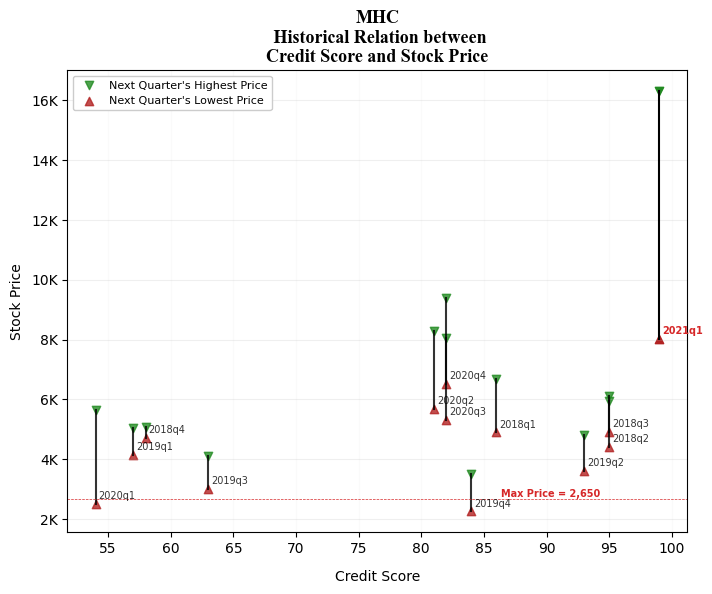 MHC
Historical Relation between
Credit Score and Stock Price
Next Quarter's Highest Price
Next Quarter's Lowest Price
16K
14K
12K
10K
8K
6K
4K
2K
Stock Price
2021q1
2020q4
2020q2
2020q3
2018q1
2018q3
2018q4
2018q2
2019q1
2019q2
2019q3
2020q1
Max Price = 2,650
2019q4
55 60 65 70 75 80 85 90 95 100
Credit Score